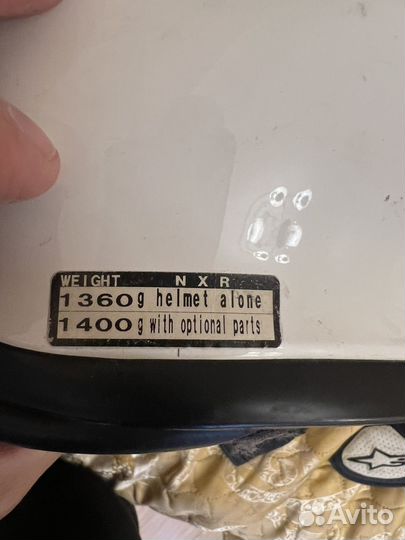 WEIGHT NXR
1360g helmet alone
1400g with optional parts
Avito